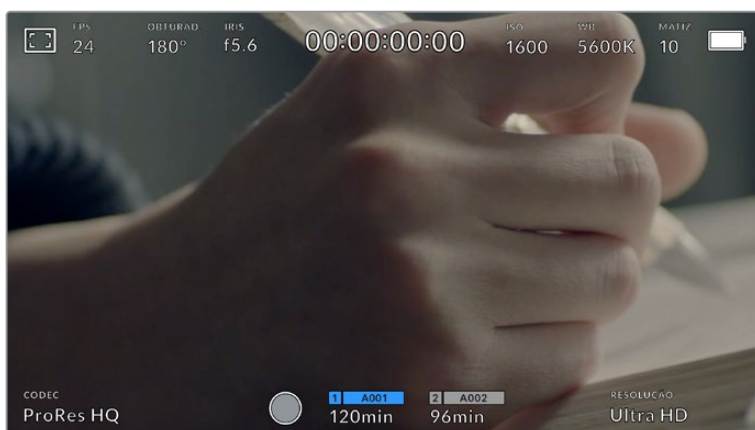 FPS OBTURAD IRIS ISO WB MATIZ
24 180° f5.6 00:00:00:00 1600 5600K 10
CODEC 1 A001 2 A002 RESOLUÇÃO
ProRes HQ 120min 96min Ultra HD